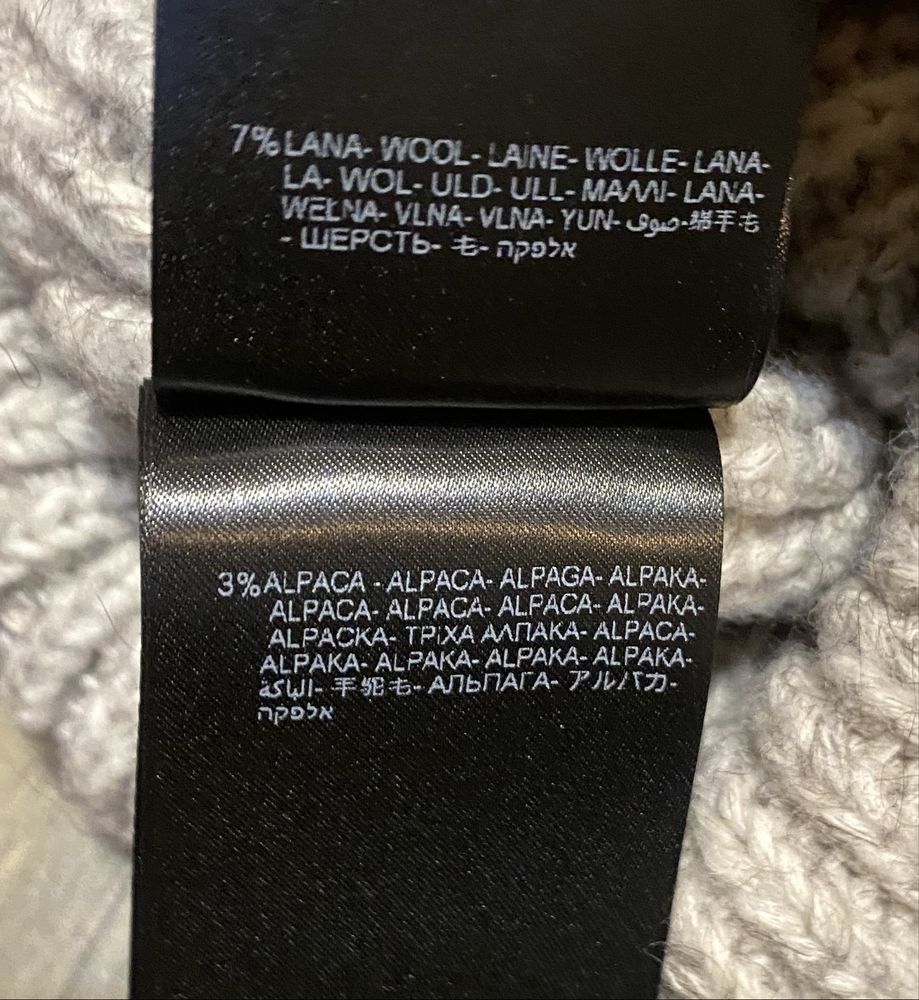 7% LANA- WOOL- LAINE- WOLLE- LANA-
LA- WOL- ULD- ULL- ΜΑΛΛΙ- LANA-
WEŁNA- VLNA- VLNA- YUN- صوف-绵羊毛
- ШЕРСТЬ- 毛- אלפקה
3% ALPACA - ALPACA- ALPAGA- ALPAKA-
ALPACA- ALPACA- ALPACA- ALPAKA-
ALPACKA- ΤΡΙΧΑ ΑΛΠΑΚΑ- ALPACA-
ALPAKA- ALPAKA- ALPAKA- ALPAKA-
الباكة- 羊驼毛- АЛЬПАГА- アルパカ-
אלפקה